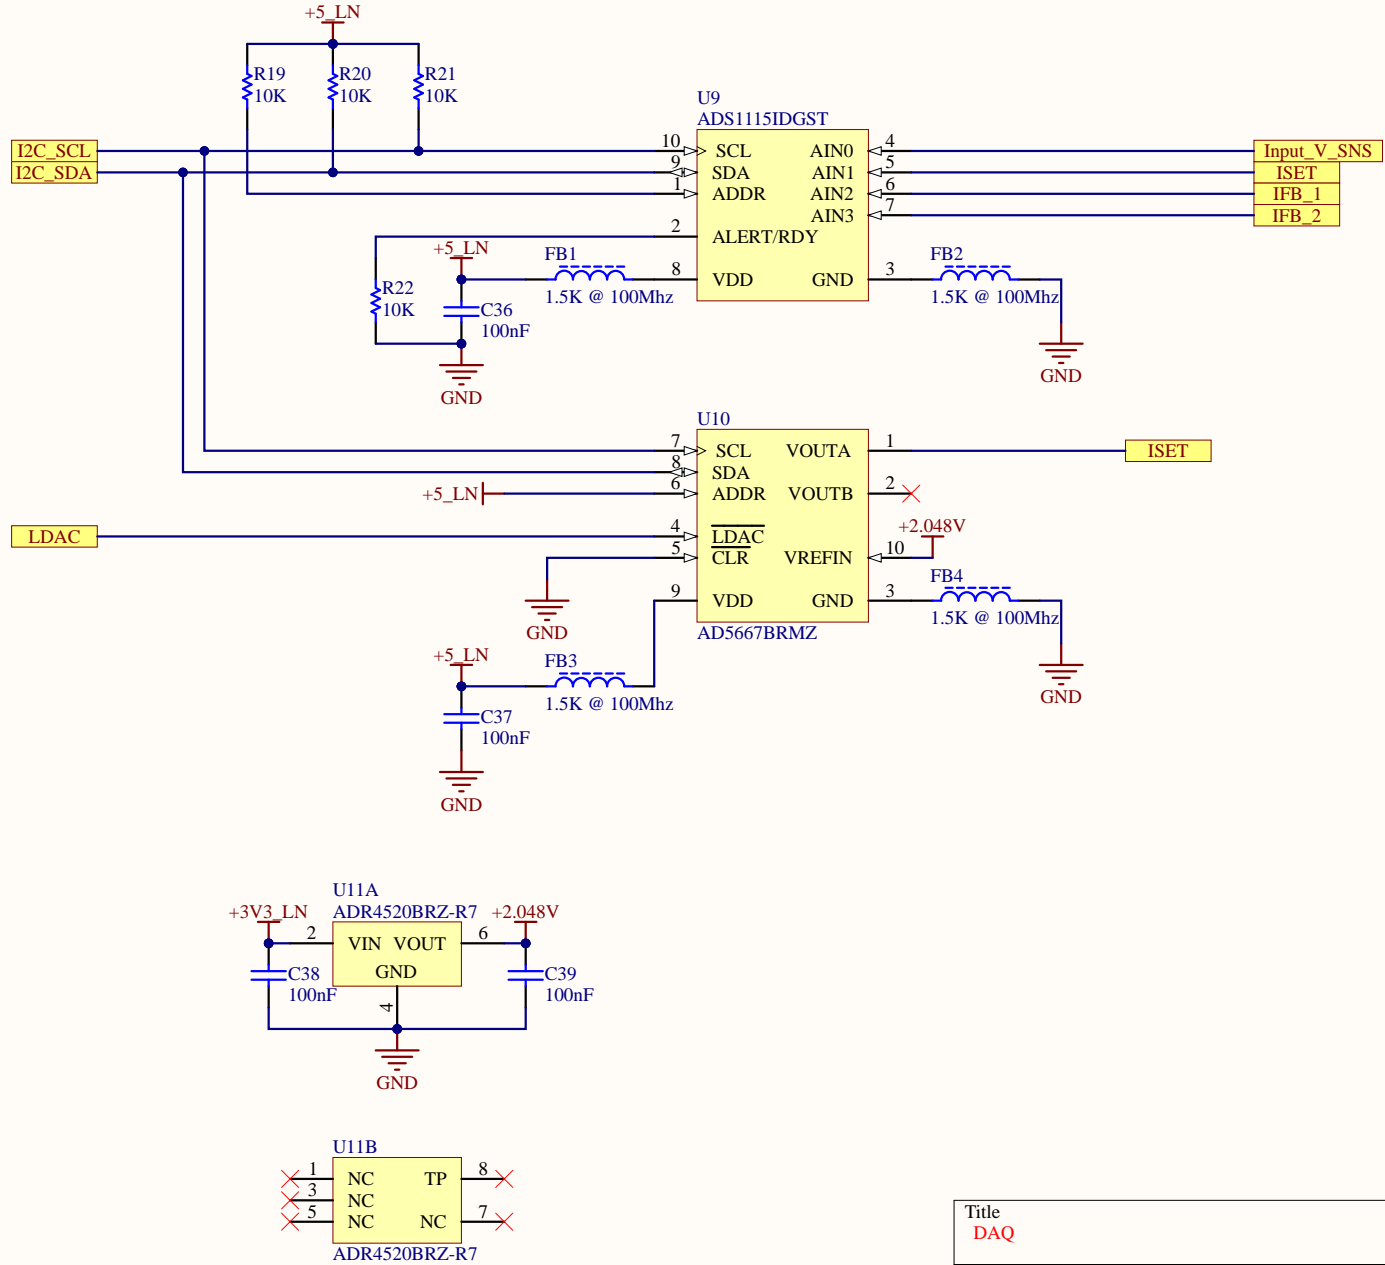 +5_LN
R19
10K
R20
10K
R21
10K
U9
ADS1115IDGST
I2C_SCL
I2C_SDA
10
9
1
2
8
SCL
SDA
ADDR
ALERT/RDY
VDD
AIN0
AIN1
AIN2
AIN3
GND
4
5
6
7
3
Input_V_SNS
ISET
IFB_1
IFB_2
+5_LN
FB1
1.5K @ 100Mhz
R22
10K
C36
100nF
GND
FB2
1.5K @ 100Mhz
GND
U10
7
8
6
4
5
9
SCL
SDA
ADDR
LDAC
CLR
VDD
VOUTA
VOUTB
VREFIN
GND
1
2
10
3
AD5667BRMZ
ISET
+5_LN
LDAC
+2.048V
GND
FB4
1.5K @ 100Mhz
GND
+5_LN
FB3
1.5K @ 100Mhz
C37
100nF
GND
U11A
ADR4520BRZ-R7
+3V3_LN
+2.048V
2
VIN
VOUT
6
GND
4
C38
100nF
C39
100nF
GND
U11B
1
NC
TP
8
3
NC
5
NC
NC
7
ADR4520BRZ-R7
Title
DAQ